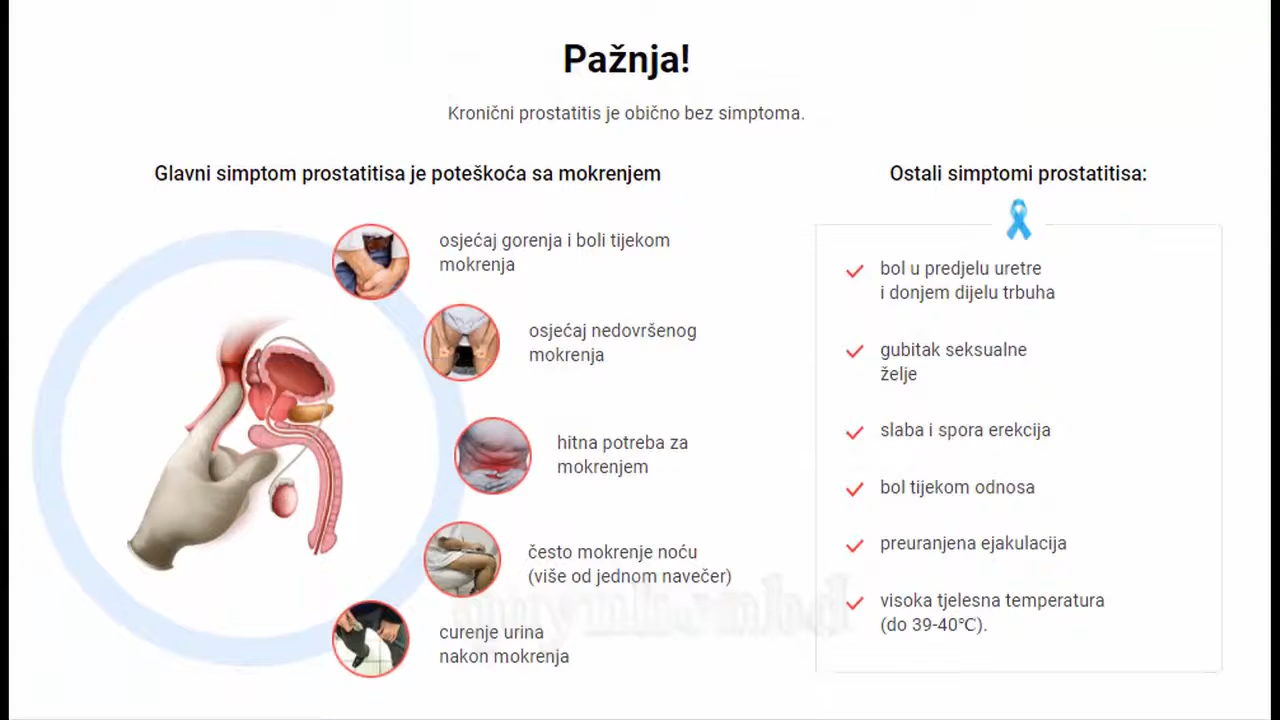 Pažnja!
Kronični prostatitis je obično bez simptoma.
Glavni simptom prostatitisa je poteškoća sa mokrenjem
osjećaj gorenja i boli tijekom
mokrenja
osjećaj nedovršenog
mokrenja
hitna potreba za
mokrenjem
često mokrenje noću
(više od jednom navečer)
curenje urina
nakon mokrenja
Ostali simptomi prostatitisa:
bol u predjelu uretre
i donjem dijelu trbuha
gubitak seksualne
želje
slaba i spora erekcija
bol tijekom odnosa
preuranjena ejakulacija
visoka tjelesna temperatura
(do 39-40℃).